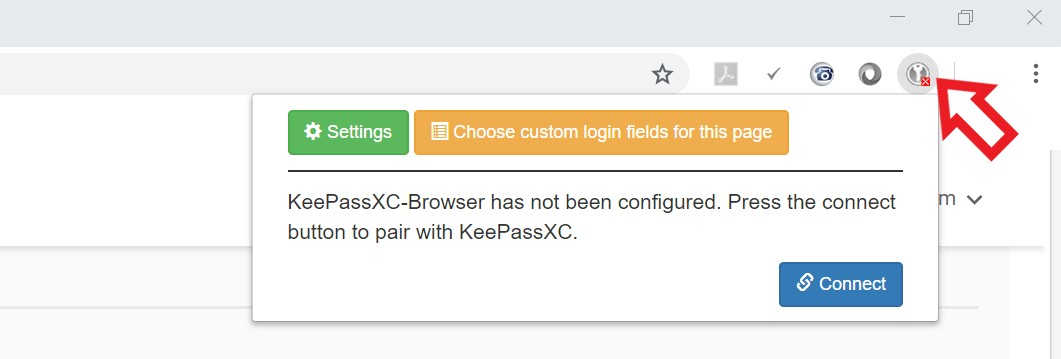 Settings
Choose custom login fields for this page
KeePassXC-Browser has not been configured. Press the connect
button to pair with KeePassXC.
m
Connect